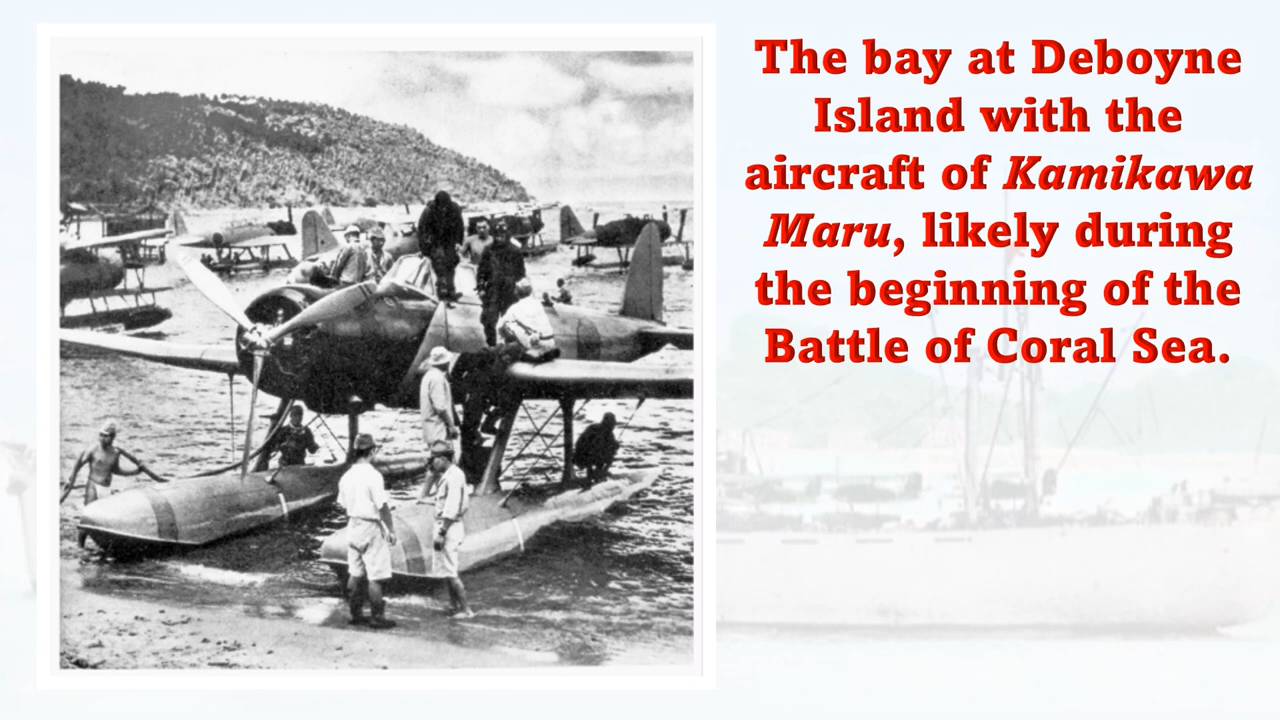 The bay at Deboyne
Island with the
aircraft of Kamikawa
Maru, likely during
the beginning of the
Battle of Coral Sea.